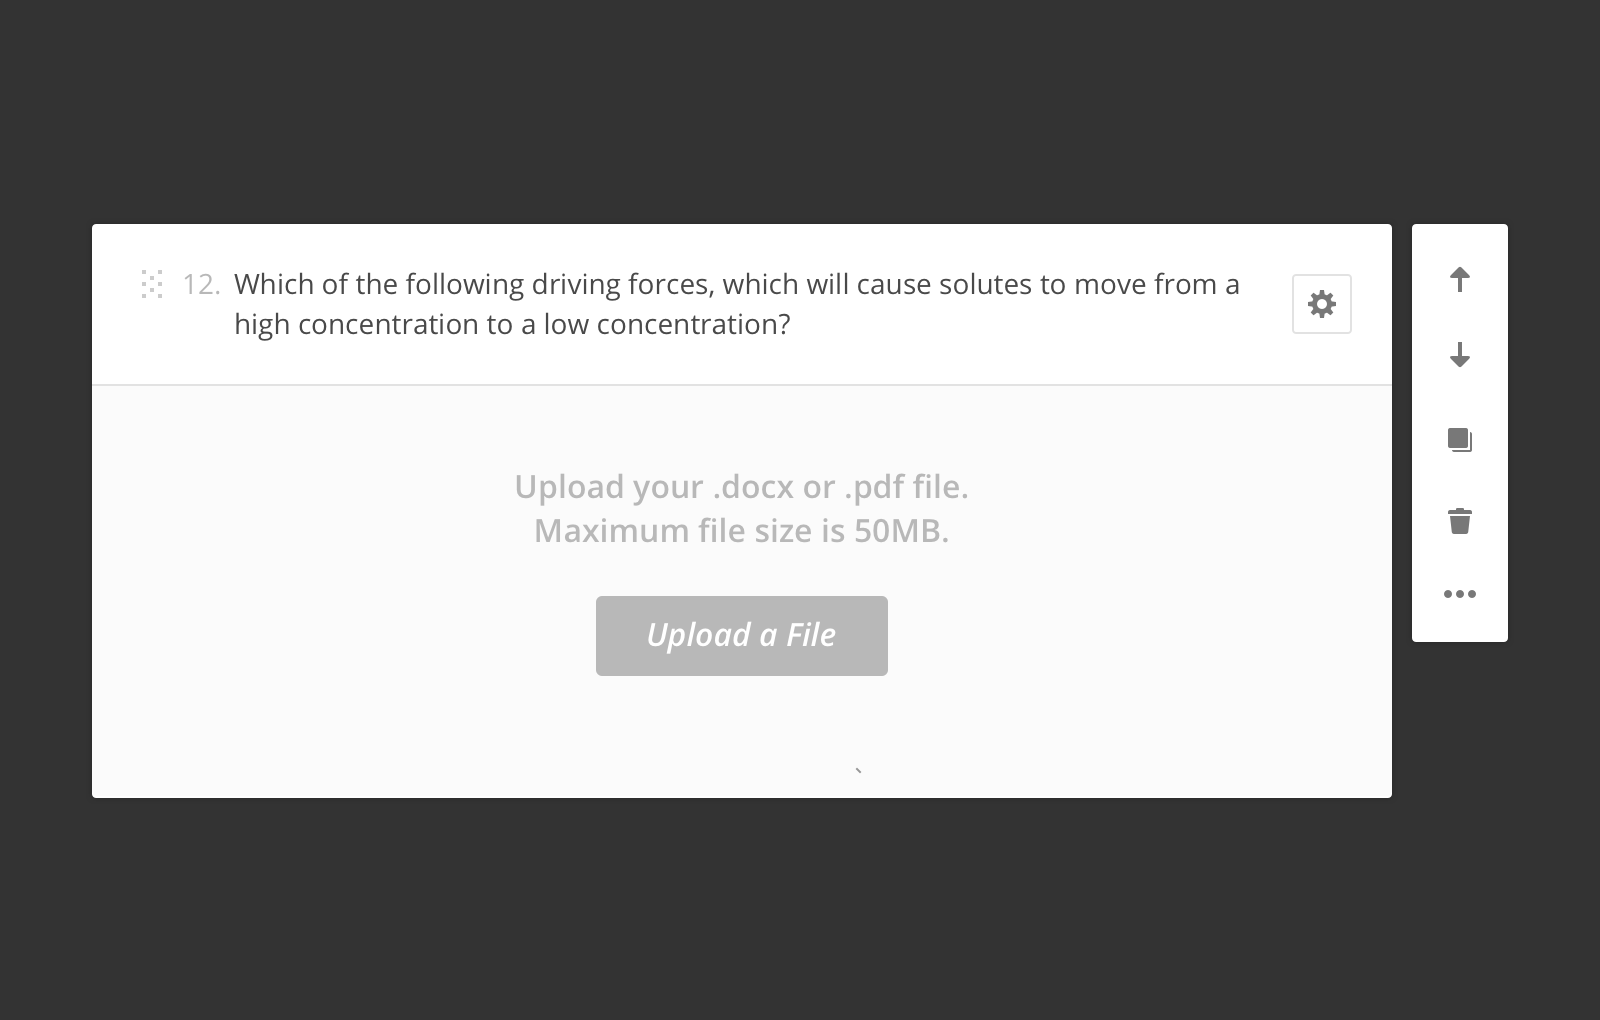 12. Which of the following driving forces, which will cause solutes to move from a
high concentration to a low concentration?
Upload your .docx or .pdf file.
Maximum file size is 50MB.
Upload a File
`